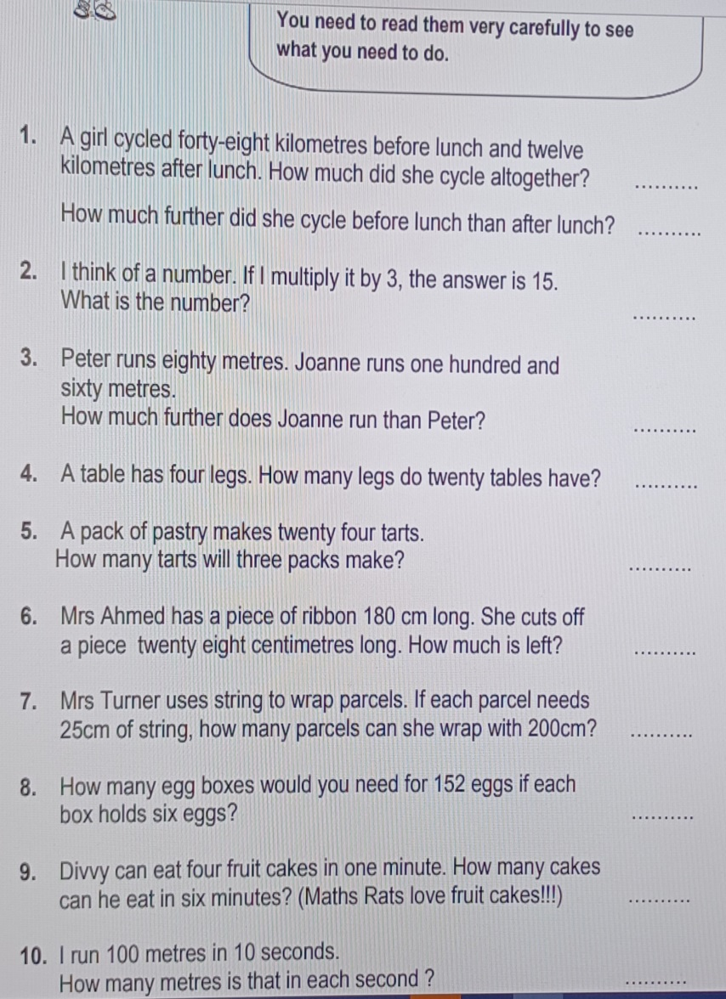 You need to read them very carefully to see
what you need to do.
1. A girl cycled forty-eight kilometres before lunch and twelve
kilometres after lunch. How much did she cycle altogether? ..........
How much further did she cycle before lunch than after lunch? ..........
2. I think of a number. If I multiply it by 3, the answer is 15.
What is the number? ..........
3. Peter runs eighty metres. Joanne runs one hundred and
sixty metres.
How much further does Joanne run than Peter? ..........
4. A table has four legs. How many legs do twenty tables have? ..........
5. A pack of pastry makes twenty four tarts.
How many tarts will three packs make? ..........
6. Mrs Ahmed has a piece of ribbon 180 cm long. She cuts off
a piece twenty eight centimetres long. How much is left? ..........
7. Mrs Turner uses string to wrap parcels. If each parcel needs
25cm of string, how many parcels can she wrap with 200cm? ..........
8. How many egg boxes would you need for 152 eggs if each
box holds six eggs? ..........
9. Divvy can eat four fruit cakes in one minute. How many cakes
can he eat in six minutes? (Maths Rats love fruit cakes!!!) ..........
10. I run 100 metres in 10 seconds.
How many metres is that in each second ? ..........